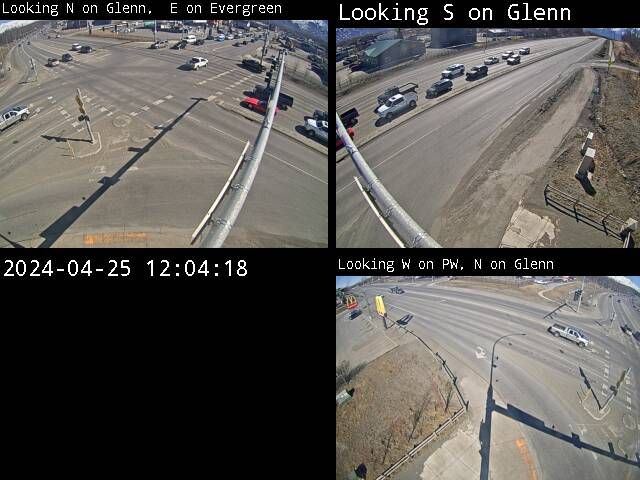 Looking N on Glenn,  E on Evergreen
Looking S on Glenn
2024-04-25 12:04:18
Looking W on PW, N on Glenn